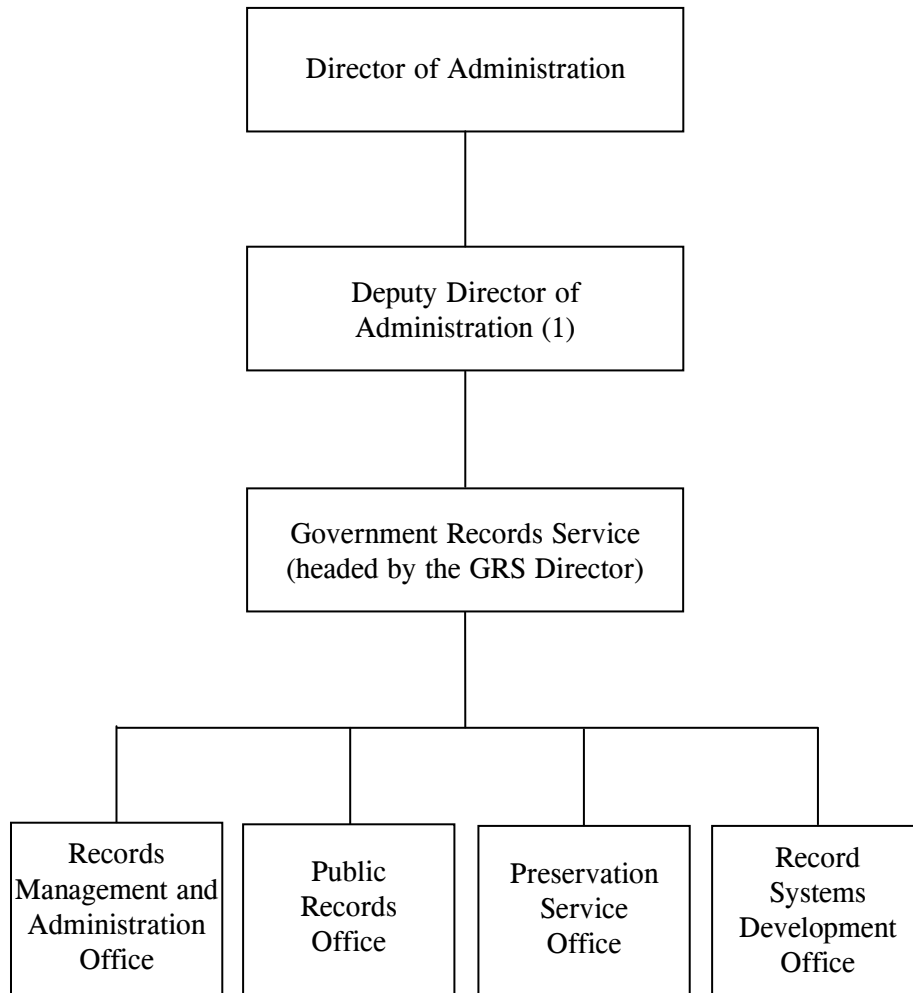 Director of Administration
Deputy Director of
Administration (1)
Government Records Service
(headed by the GRS Director)
Records
Management and
Administration
Office
Public
Records
Office
Preservation
Service
Office
Record
Systems
Development
Office